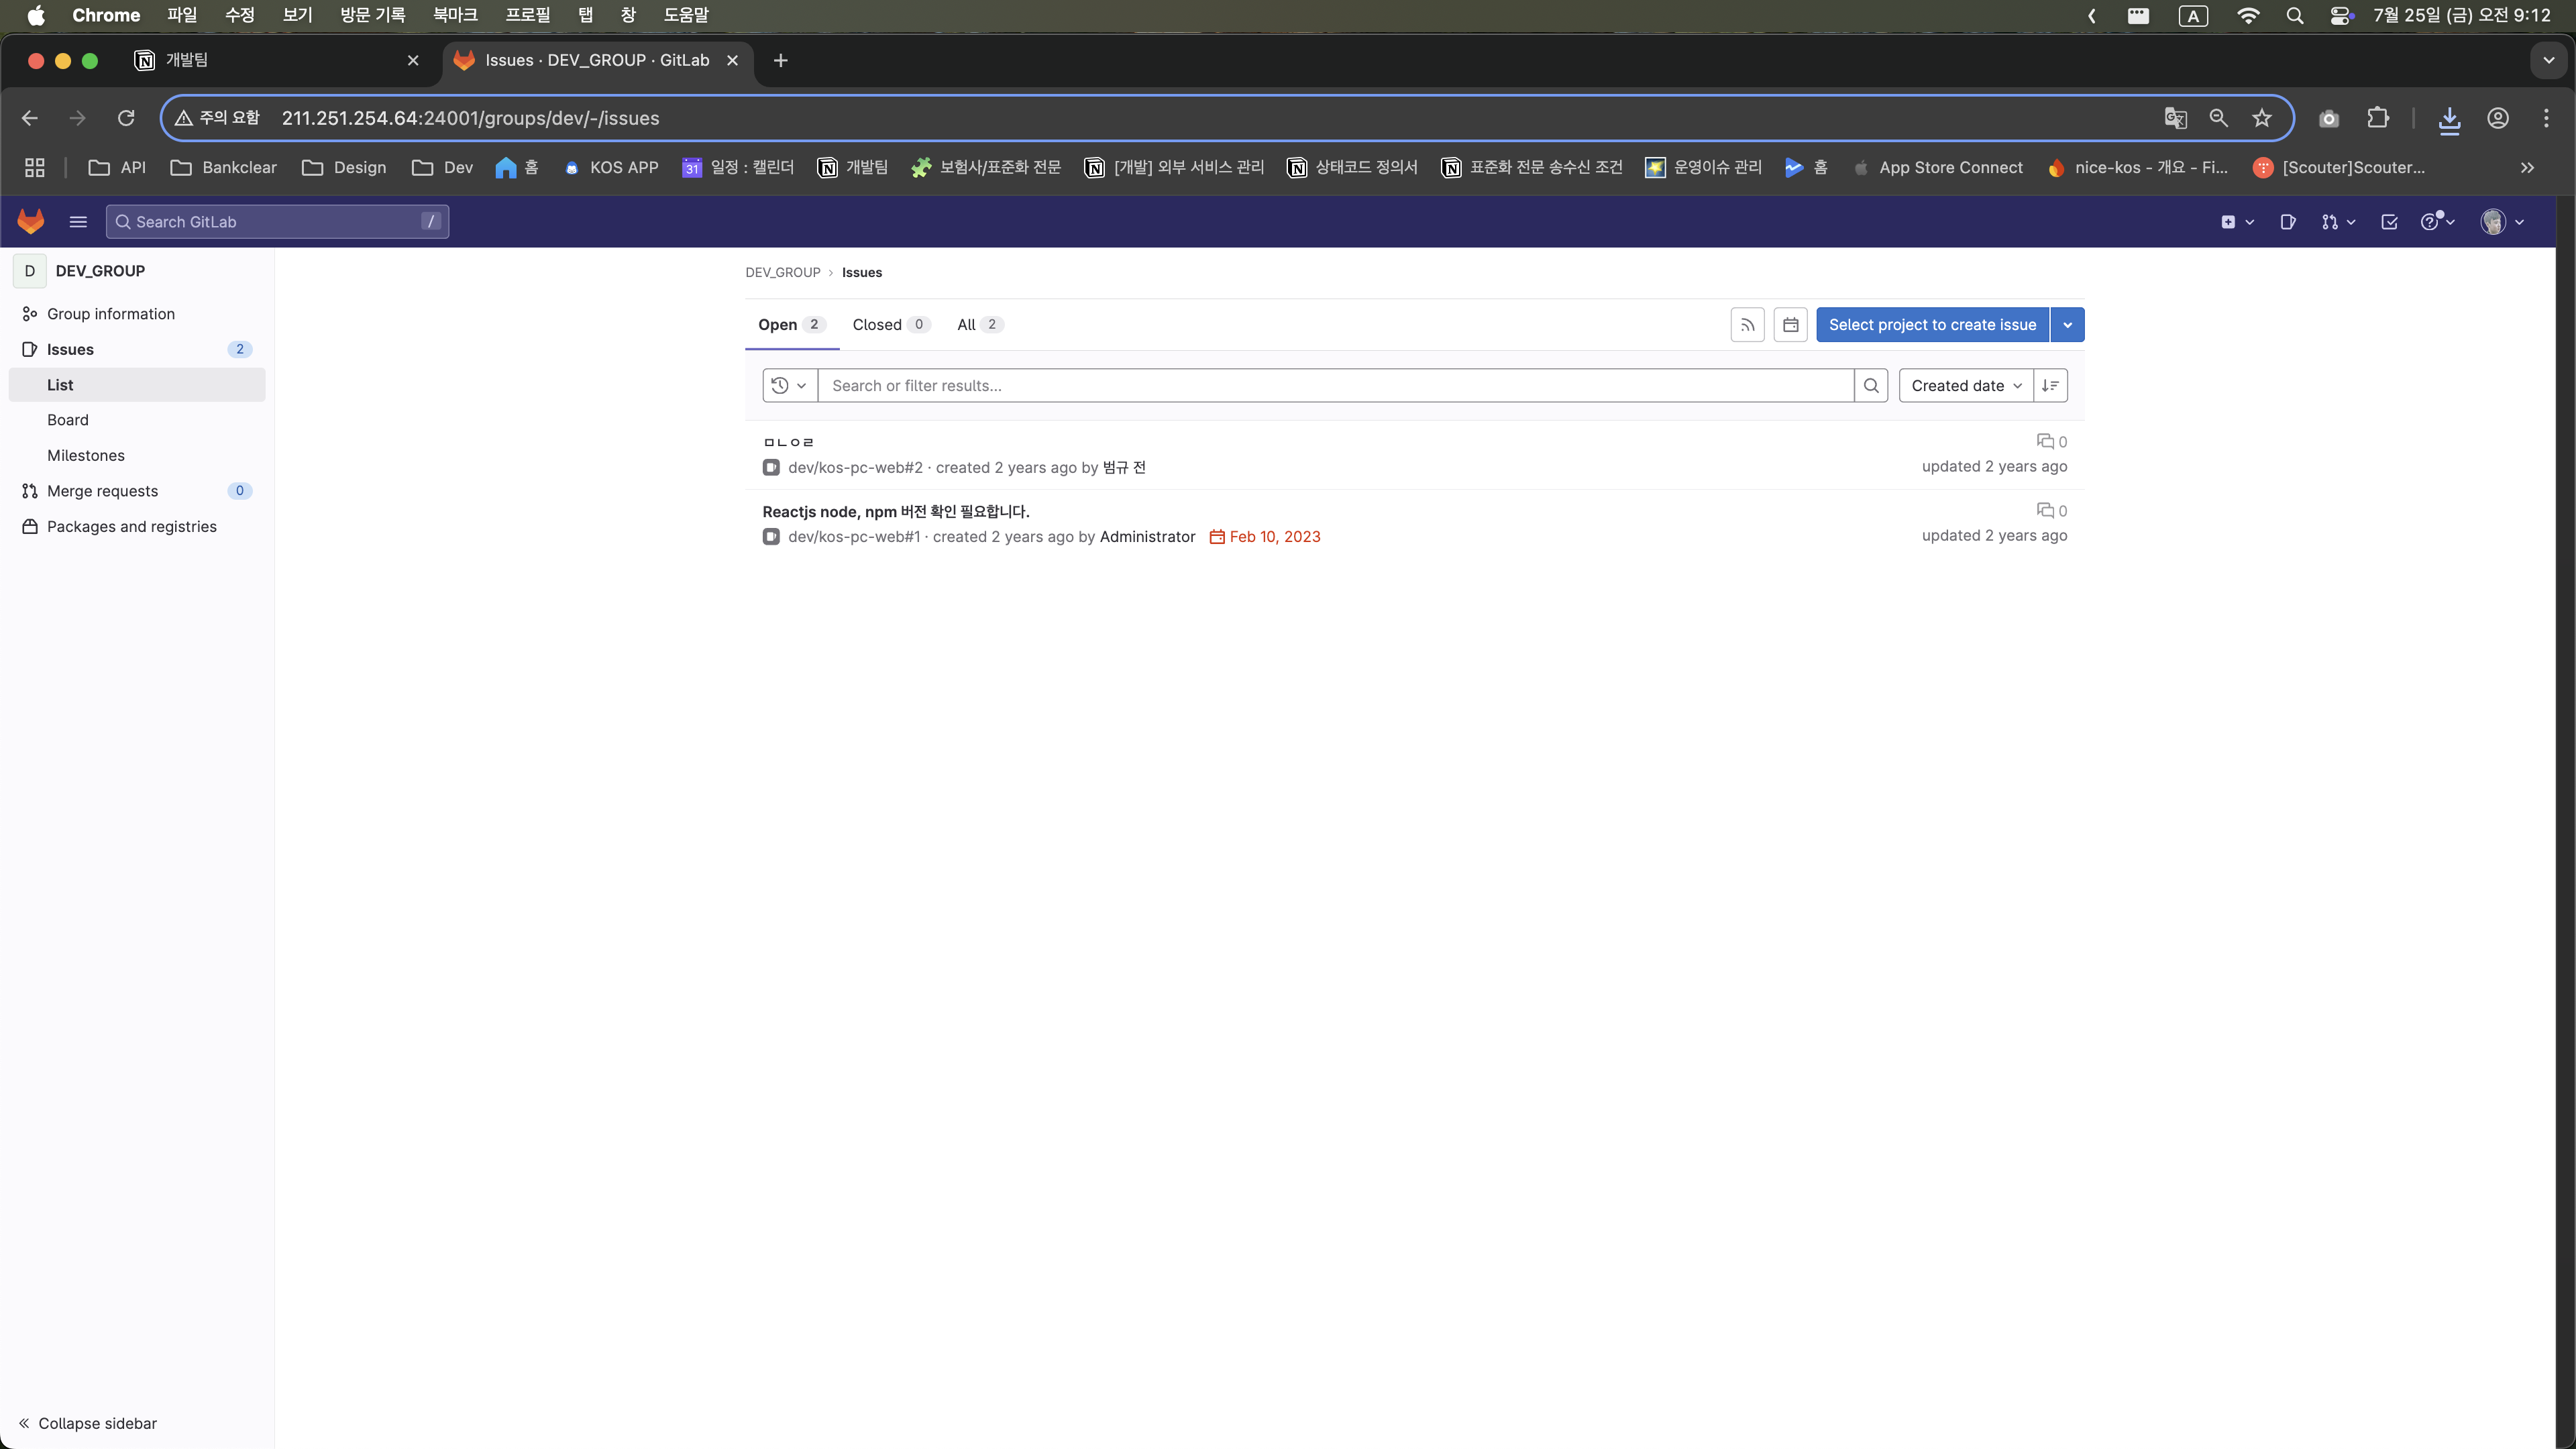 Chrome 파일 수정 보기 방문 기록 북마크 프로필 탭 창 도움말 A 7월 25일 (금) 오전 9:12
개발팀 Issues · DEV_GROUP · GitLab
주의 요함 211.251.254.64:24001/groups/dev/-/issues
API Bankclear Design Dev 홈 KOS APP 31 일정 : 캘린더 개발팀 보험사/표준화 전문 [개발] 외부 서비스 관리 상태코드 정의서 표준화 전문 송수신 조건 운영이슈 관리 홈 App Store Connect nice-kos - 개요 - Fi... [Scouter]Scouter...
Search GitLab /
D DEV_GROUP
Group information
Issues 2
List
Board
Milestones
Merge requests 0
Packages and registries
DEV_GROUP › Issues
Open 2 Closed 0 All 2 Select project to create issue
Search or filter results... Created date
ㅁㄴㅇㄹ 0
dev/kos-pc-web#2 · created 2 years ago by 범규 전 updated 2 years ago
Reactjs node, npm 버전 확인 필요합니다. 0
dev/kos-pc-web#1 · created 2 years ago by Administrator Feb 10, 2023 updated 2 years ago
Collapse sidebar